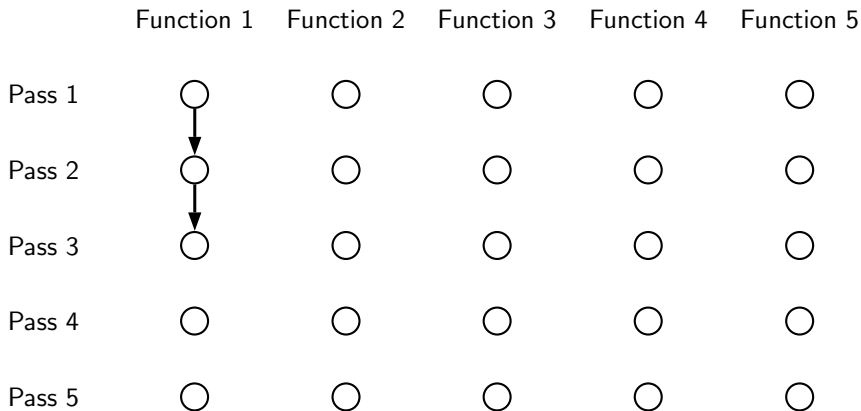 Function 1 Function 2 Function 3 Function 4 Function 5
Pass 1
Pass 2
Pass 3
Pass 4
Pass 5